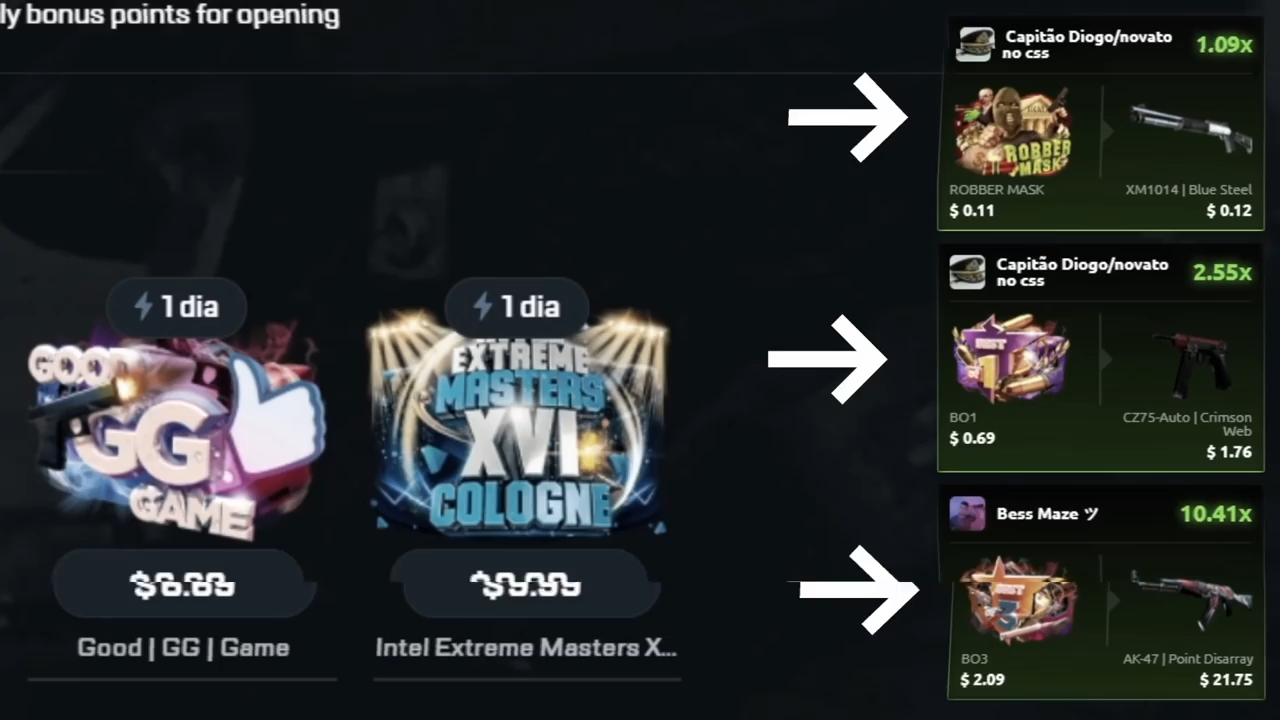 ly bonus points for opening
1 dia
GOOD
GG
GAME
Good | GG | Game
1 dia
EXTREME
MASTERS
XVI
COLOGNE
Intel Extreme Masters X...
Capitão Diogo/novato
no css
1.09x
ROBBER
MASK
ROBBER MASK
XM1014 | Blue Steel
$ 0.11
$ 0.12
Capitão Diogo/novato
no css
2.55x
BO1
CZ75-Auto | Crimson
Web
$ 0.69
$ 1.76
Bess Maze ツ
10.41x
BO3
AK-47 | Point Disarray
$ 2.09
$ 21.75